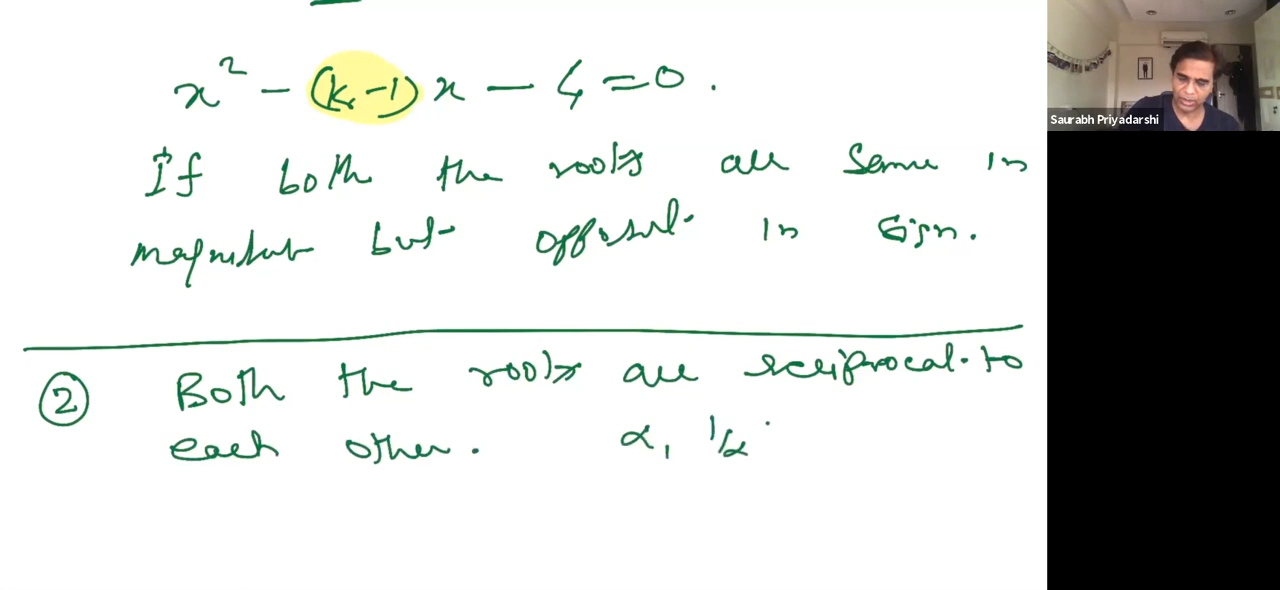 x² - (k-1)x - 4 = 0.
If both the roots are same in
magnitude but opposite in sign.
② Both the roots are reciprocal to
each other. α, 1/α
Saurabh Priyadarshi